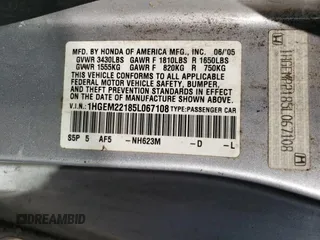 MFD. BY HONDA OF AMERICA MFG., INC. 06/'05
GVWR 3430LBS GAWR F 1810LBS R 1650LBS
GVWR 1555KG GAWR F 820KG R 750KG
THIS VEHICLE CONFORMS TO ALL APPLICABLE
FEDERAL MOTOR VEHICLE SAFETY, BUMPER,
AND THEFT PREVENTION STANDARDS IN EFFECT
ON THE DATE OF MANUFACTURE SHOWN ABOVE.
V.I.N.: 1HGEM22185L067108 TYPE:PASSENGER CAR
S5P 5 AF5 -NH623M -D -L
DREAMBID